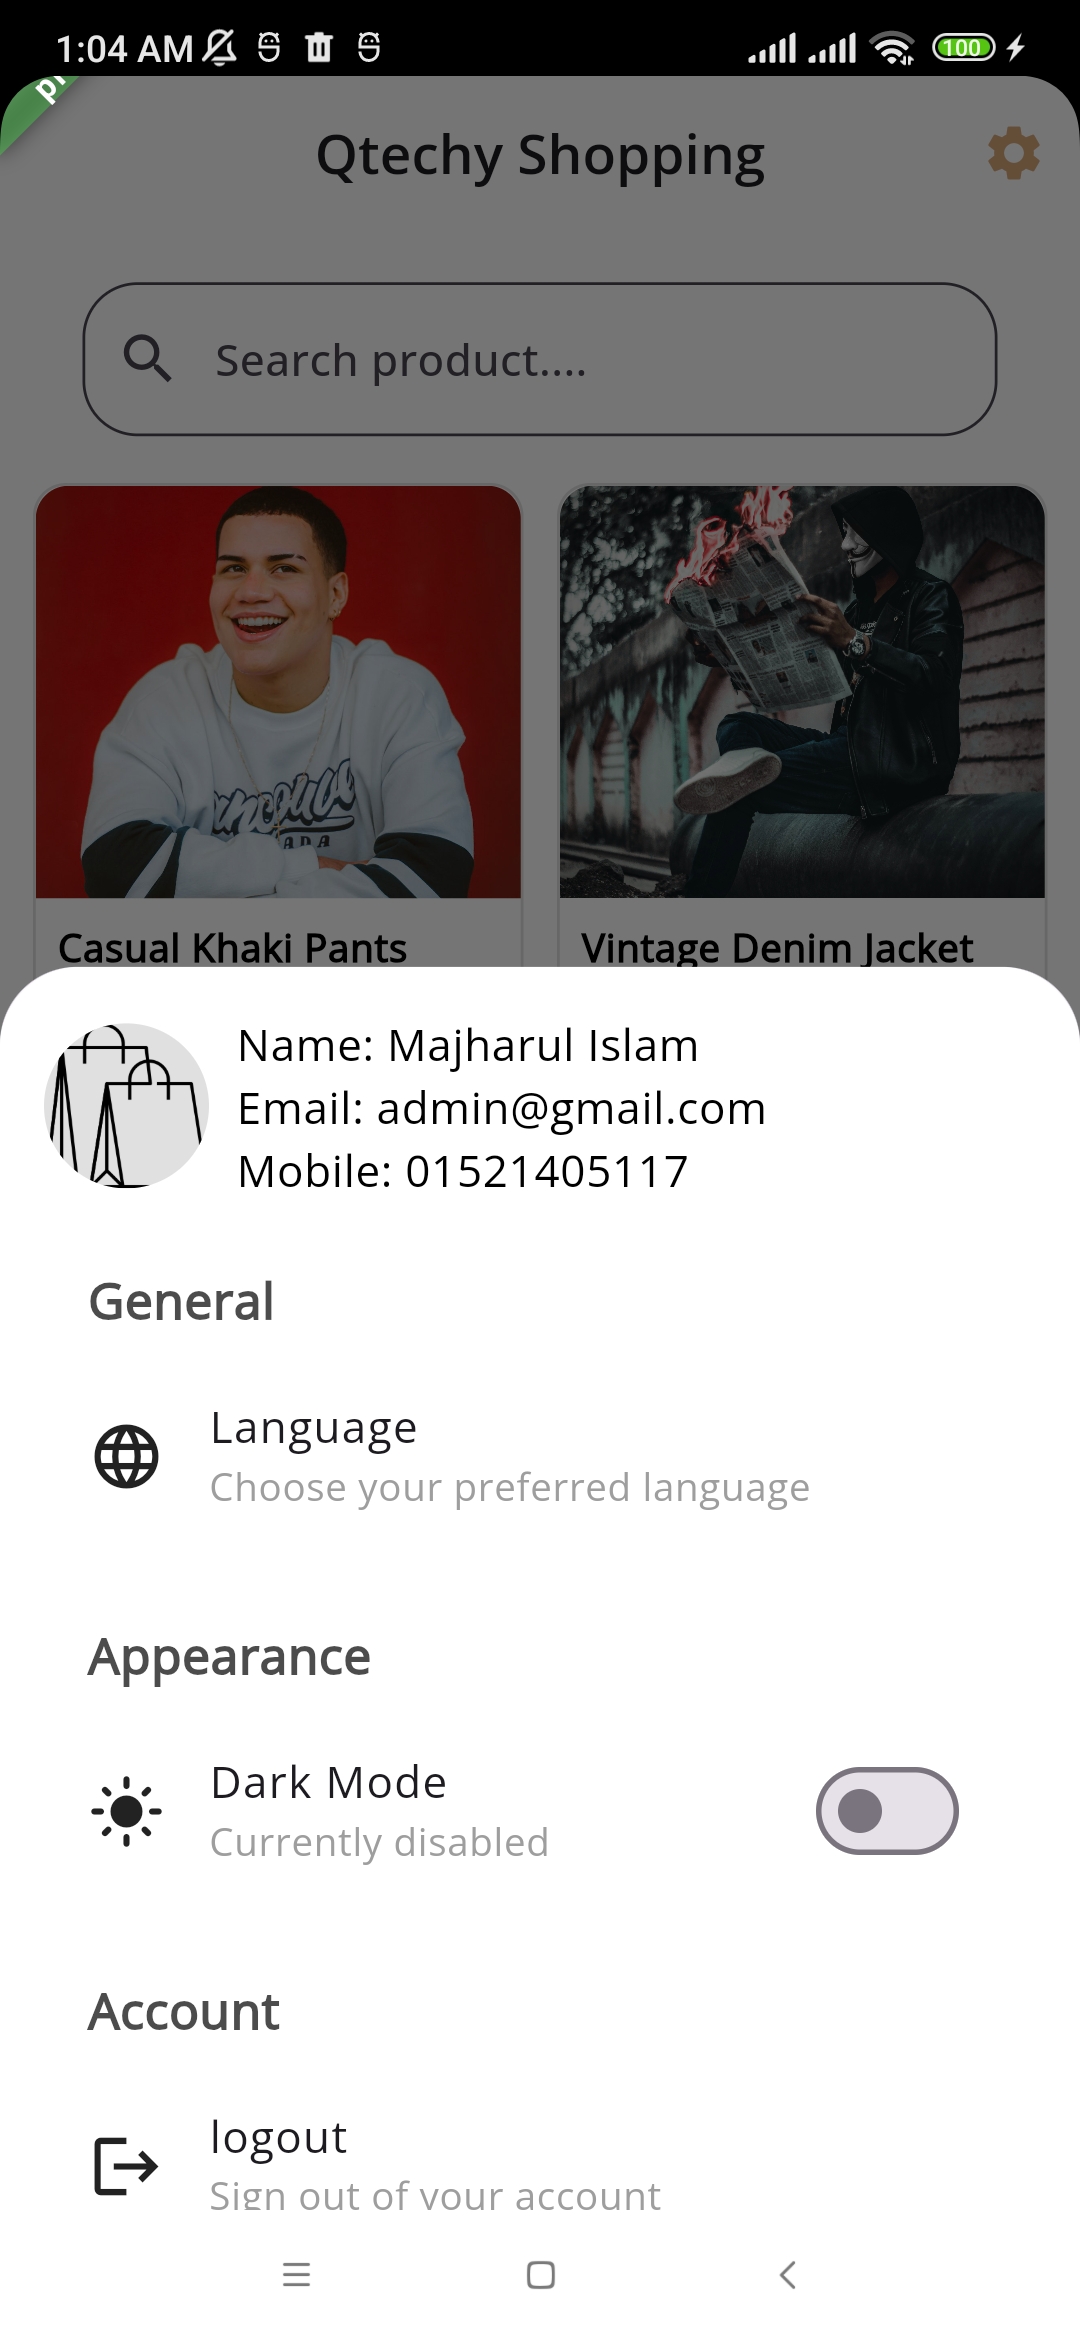 1:04 AM
100
Qtechy Shopping
Search product....
Casual Khaki Pants
Vintage Denim Jacket
Name: Majharul Islam
Email: admin@gmail.com
Mobile: 01521405117
General
Language
Choose your preferred language
Appearance
Dark Mode
Currently disabled
Account
logout
Sign out of your account